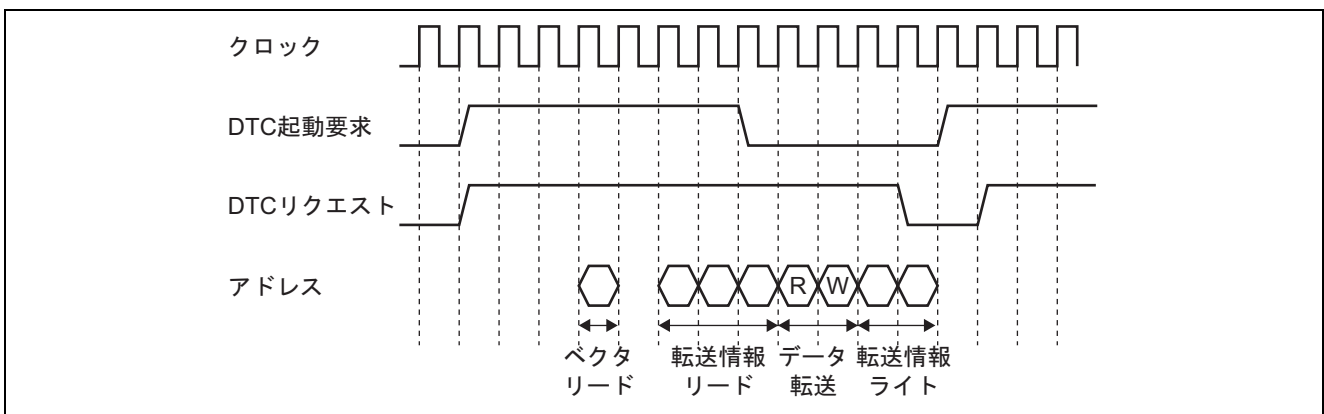 クロック
DTC起動要求
DTCリクエスト
アドレス
R W
ベクタ 転送情報 データ 転送情報
リード リード 転送 ライト